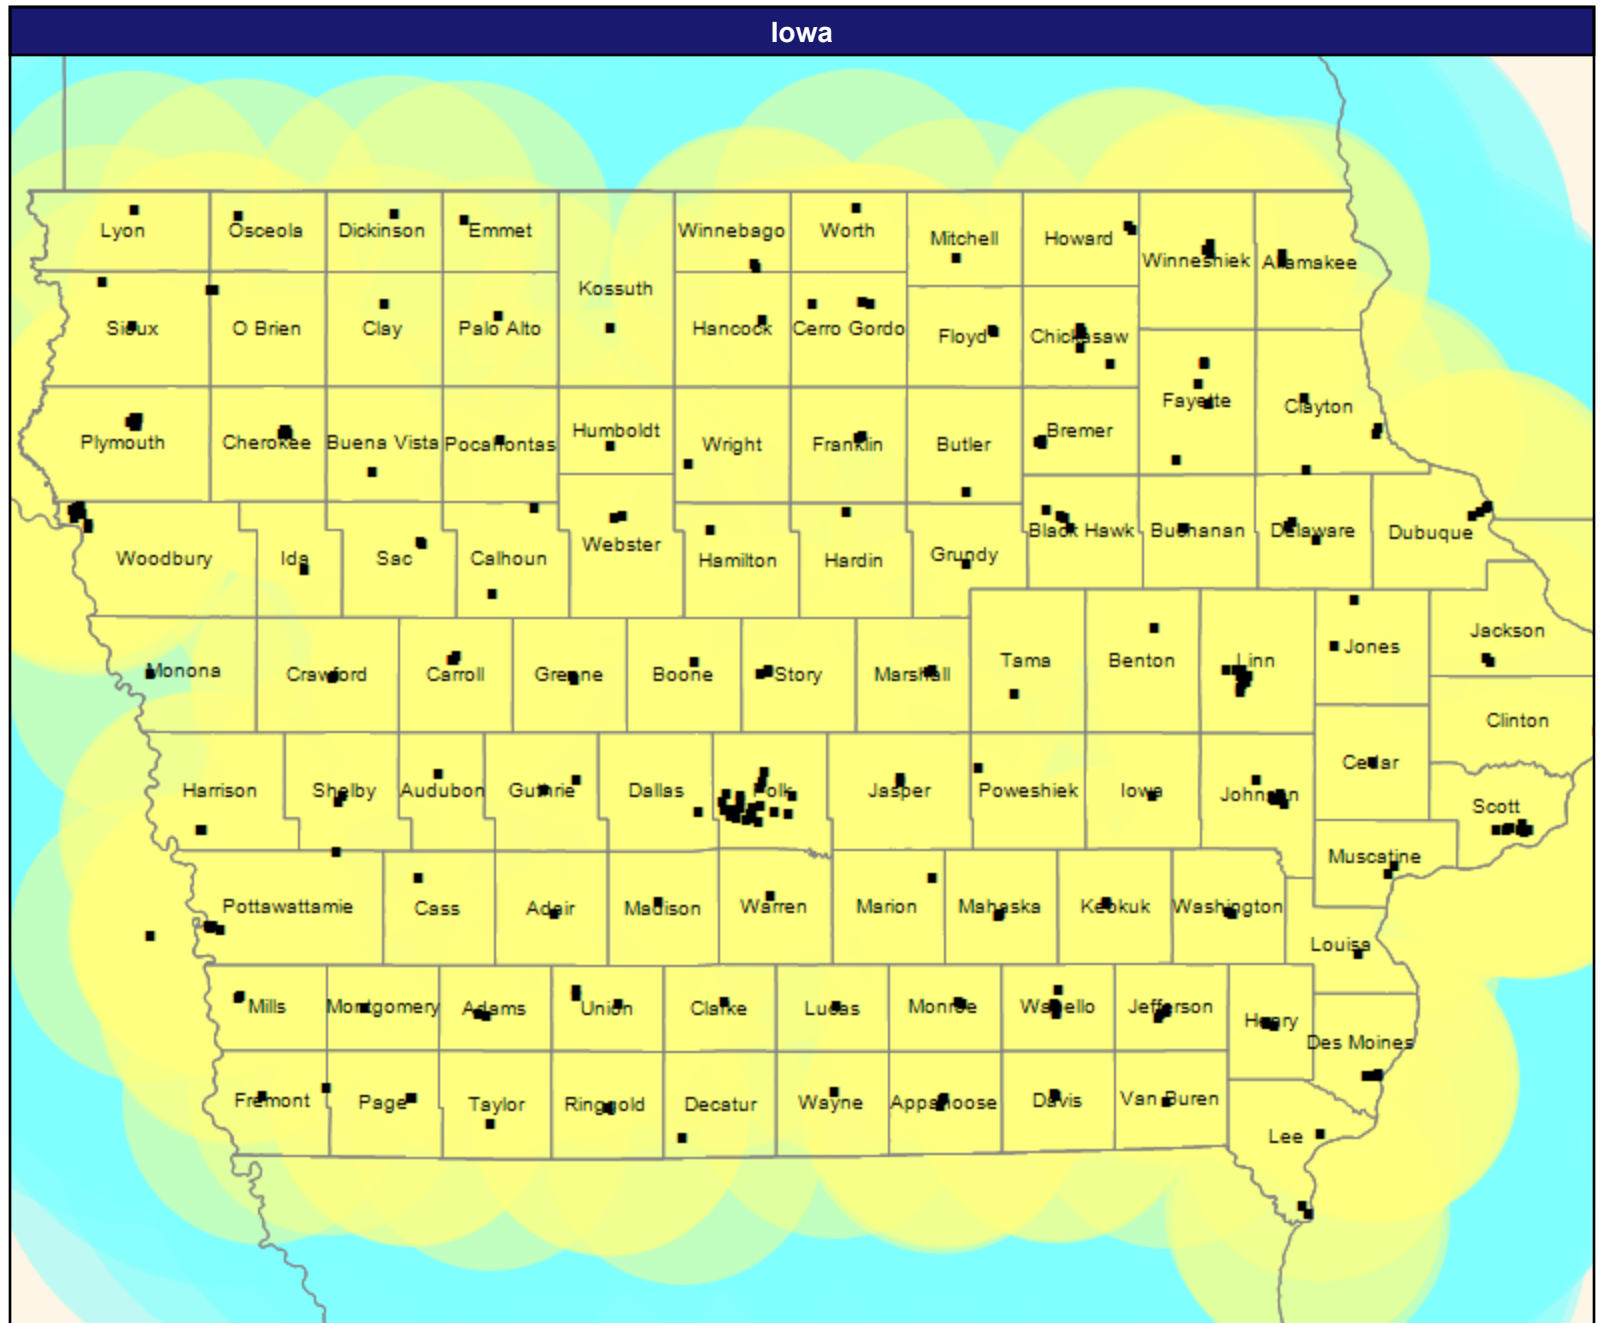 Iowa
Lyon
Osceola
Dickinson
Emmet
Winnebago
Worth
Mitchell
Howard
Winneshiek
Allamakee
Kossuth
Sioux
O Brien
Clay
Palo Alto
Hancock
Cerro Gordo
Floyd
Chickasaw
Fayette
Clayton
Plymouth
Cherokee
Buena Vista
Pocahontas
Humboldt
Wright
Franklin
Butler
Bremer
Woodbury
Ida
Sac
Calhoun
Webster
Hamilton
Hardin
Grundy
Black Hawk
Buchanan
Delaware
Dubuque
Monona
Crawford
Carroll
Greene
Boone
Story
Marshall
Tama
Benton
Linn
Jones
Jackson
Clinton
Harrison
Shelby
Audubon
Guthrie
Dallas
Polk
Jasper
Poweshiek
Iowa
Johnson
Cedar
Scott
Muscatine
Pottawattamie
Cass
Adair
Madison
Warren
Marion
Mahaska
Keokuk
Washington
Louisa
Mills
Montgomery
Adams
Union
Clarke
Lucas
Monroe
Wapello
Jefferson
Henry
Des Moines
Fremont
Page
Taylor
Ringgold
Decatur
Wayne
Appanoose
Davis
Van Buren
Lee